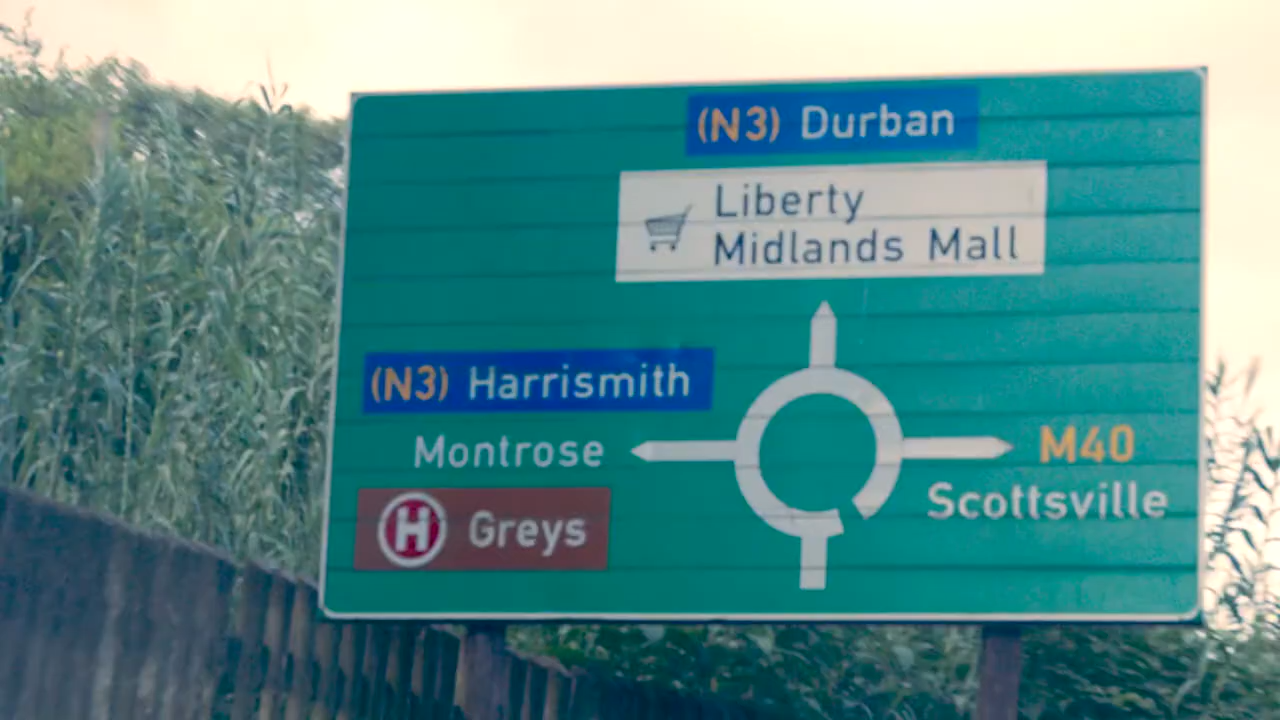 (N3) Durban
Liberty
Midlands Mall
(N3) Harrismith
Montrose
M40
Scottsville
H Greys